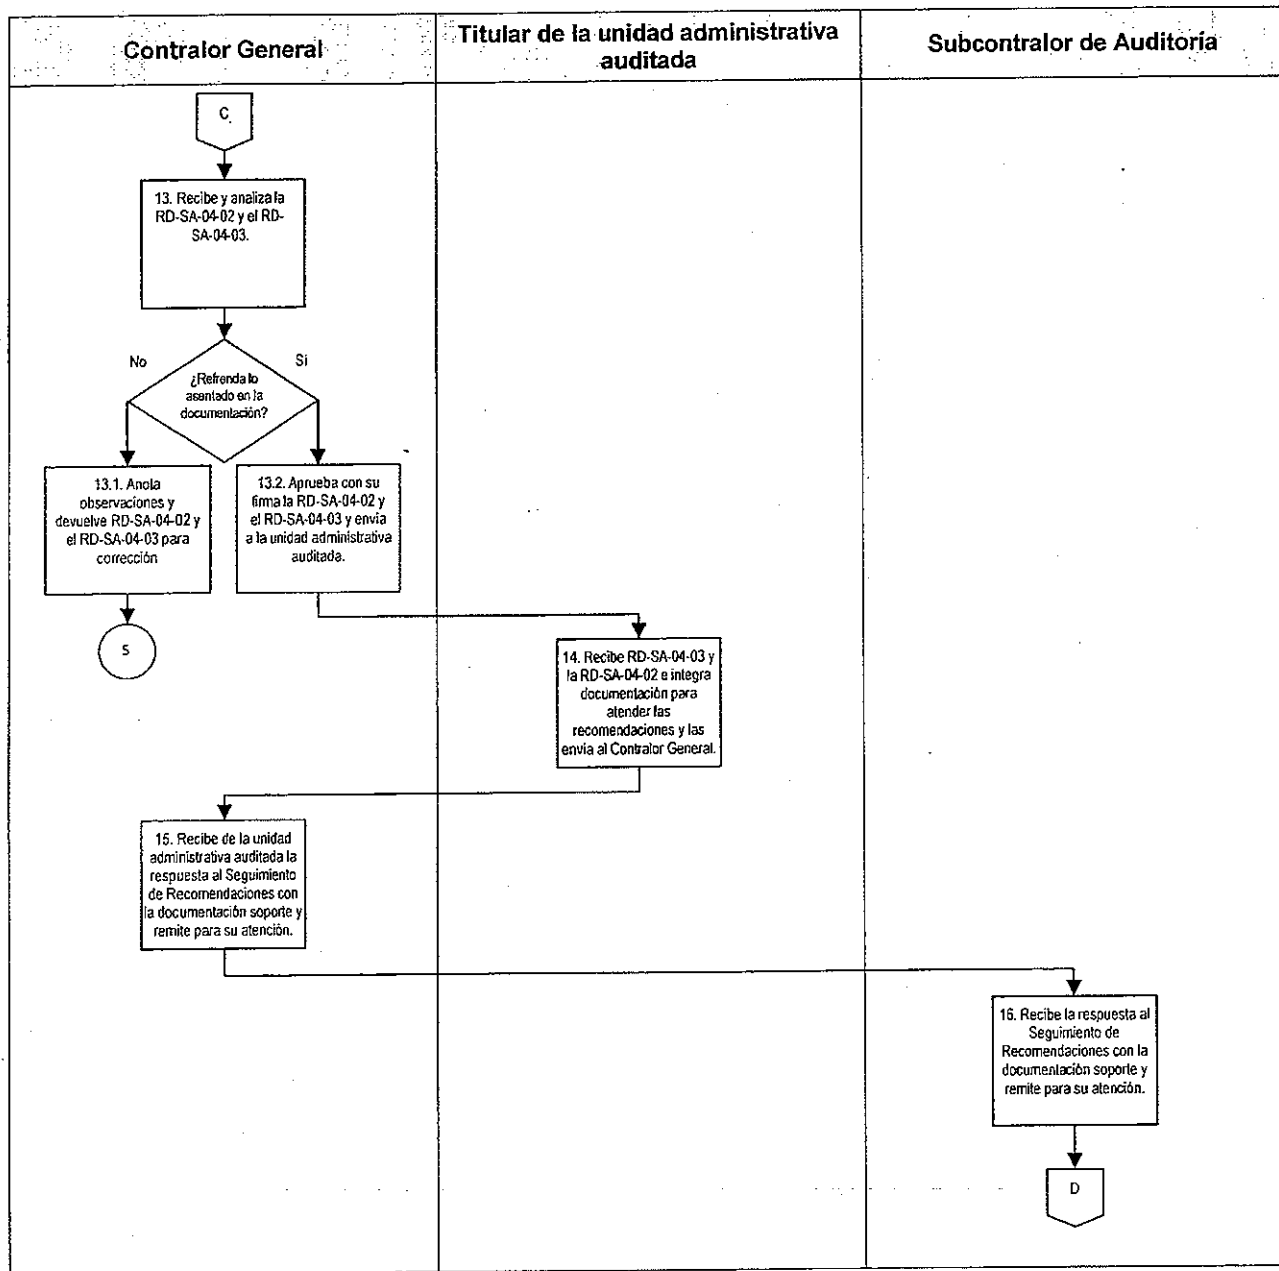 Contralor General
Titular de la unidad administrativa
auditada
Subcontralor de Auditoría
C
13. Recibe y analiza la
RD-SA-04-02 y el RD-
SA-04-03.
No
Si
¿Refrenda lo
asentado en la
documentación?
13.1. Anota
observaciones y
devuelve RD-SA-04-02 y
el RD-SA-04-03 para
corrección
13.2. Aprueba con su
firma la RD-SA-04-02 y
el RD-SA-04-03 y envia
a la unidad administrativa
auditada.
S
14. Recibe RD-SA-04-03 y
la RD-SA-04-02 e integra
documentación para
atender las
recomendaciones y las
envia al Contralor General.
15. Recibe de la unidad
administrativa auditada la
respuesta al Seguimiento
de Recomendaciones con
la documentación soporte y
remite para su atención.
16. Recibe la respuesta al
Seguimiento de
Recomendaciones con la
documentación soporte y
remite para su atención.
D